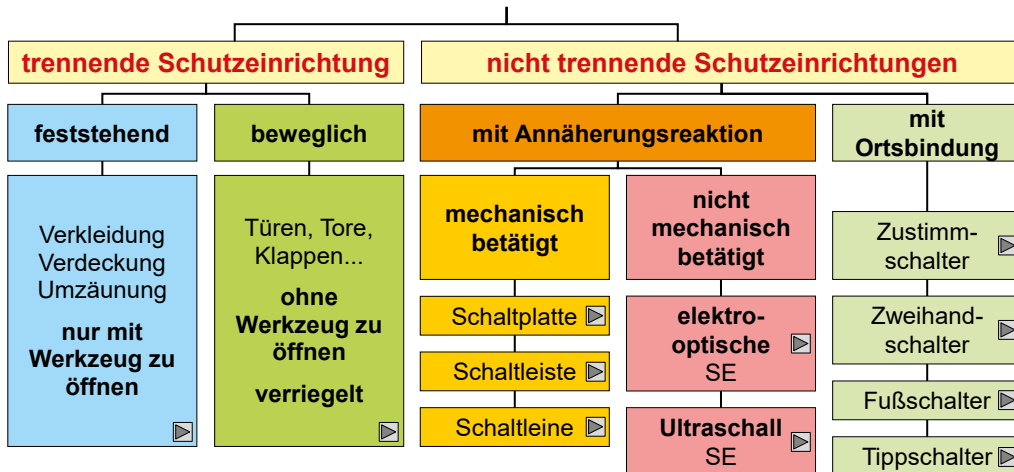 trennende Schutzeinrichtung
nicht trennende Schutzeinrichtungen
feststehend
beweglich
mit Annäherungsreaktion
mit
Ortsbindung
Verkleidung
Verdeckung
Umzäunung
nur mit
Werkzeug zu
öffnen
Türen, Tore,
Klappen...
ohne
Werkzeug zu
öffnen
verriegelt
mechanisch
betätigt
Schaltplatte
Schaltleiste
Schaltleine
nicht
mechanisch
betätigt
elektro-
optische
SE
Ultraschall
SE
Zustimm-
schalter
Zweihand-
schalter
Fußschalter
Tippschalter